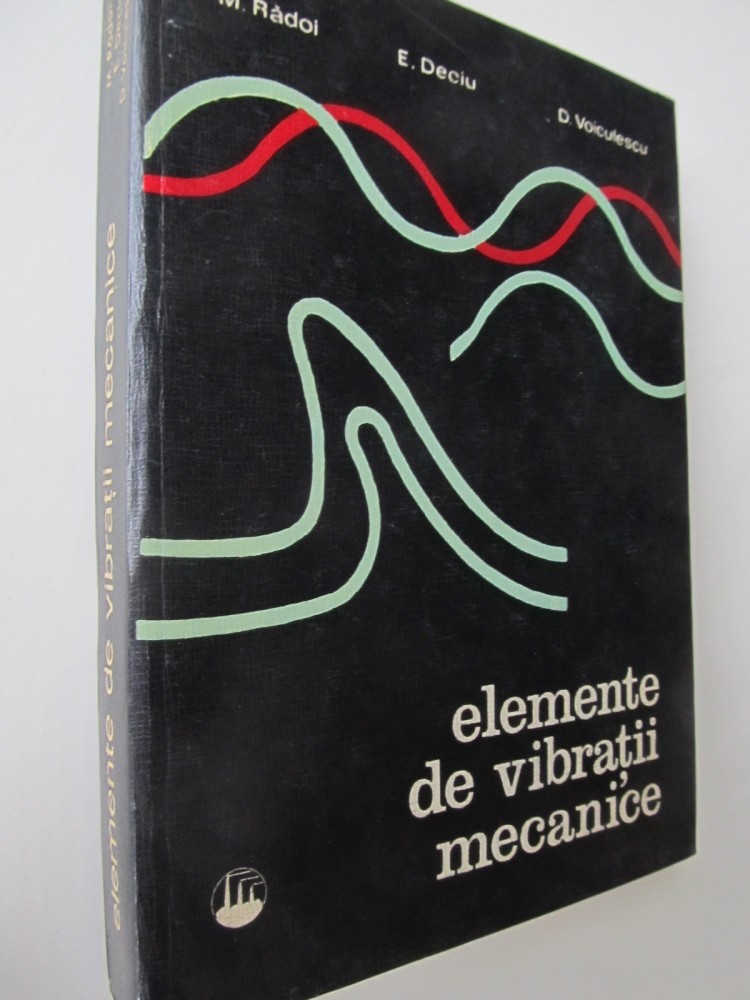 M. Rădoi
E. Deciu
D. Voiculescu
elemente
de vibrații
mecanice
elemente de vibrații mecanice